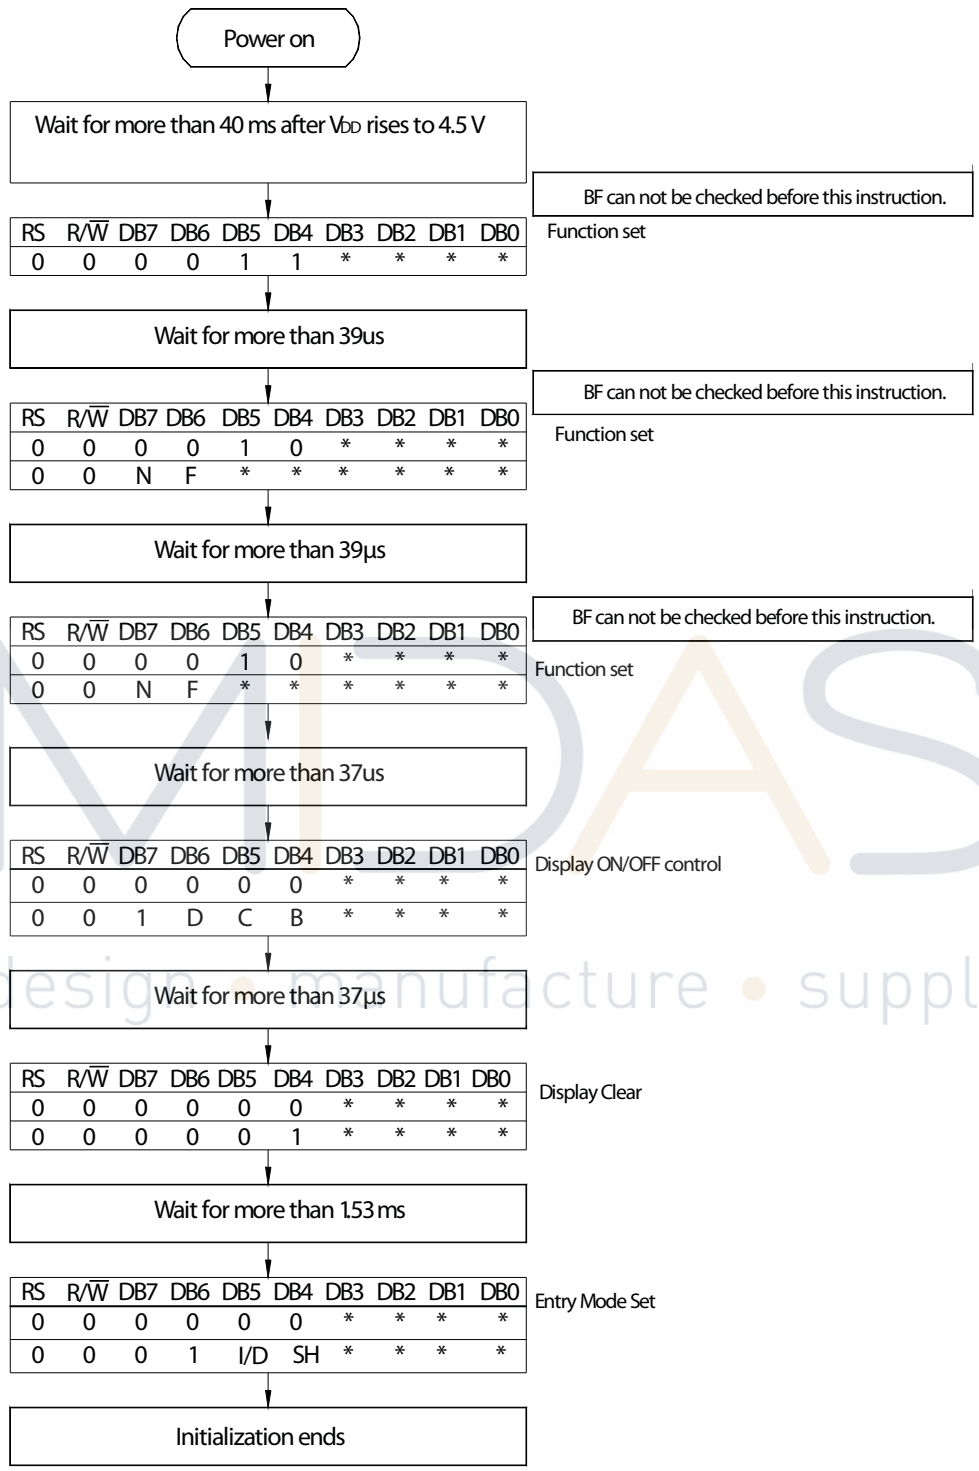 Power on
Wait for more than 40 ms after VDD rises to 4.5 V
BF can not be checked before this instruction.
RS R/W̅ DB7 DB6 DB5 DB4 DB3 DB2 DB1 DB0
Function set
0 0 0 0 1 1 * * * *
Wait for more than 39us
BF can not be checked before this instruction.
RS R/W̅ DB7 DB6 DB5 DB4 DB3 DB2 DB1 DB0
Function set
0 0 0 0 1 0 * * * *
0 0 N F * * * * * *
Wait for more than 39µs
BF can not be checked before this instruction.
RS R/W̅ DB7 DB6 DB5 DB4 DB3 DB2 DB1 DB0
0 0 0 0 1 0 * * * *
Function set
0 0 N F * * * * * *
Wait for more than 37us
RS R/W̅ DB7 DB6 DB5 DB4 DB3 DB2 DB1 DB0
Display ON/OFF control
0 0 0 0 0 0 * * * *
0 0 1 D C B * * * *
MIDAS
design • manufacture • suppl
Wait for more than 37µs
RS R/W̅ DB7 DB6 DB5 DB4 DB3 DB2 DB1 DB0
Display Clear
0 0 0 0 0 0 * * * *
0 0 0 0 0 1 * * * *
Wait for more than 1.53 ms
RS R/W̅ DB7 DB6 DB5 DB4 DB3 DB2 DB1 DB0
Entry Mode Set
0 0 0 0 0 0 * * * *
0 0 0 1 I/D SH * * * *
Initialization ends